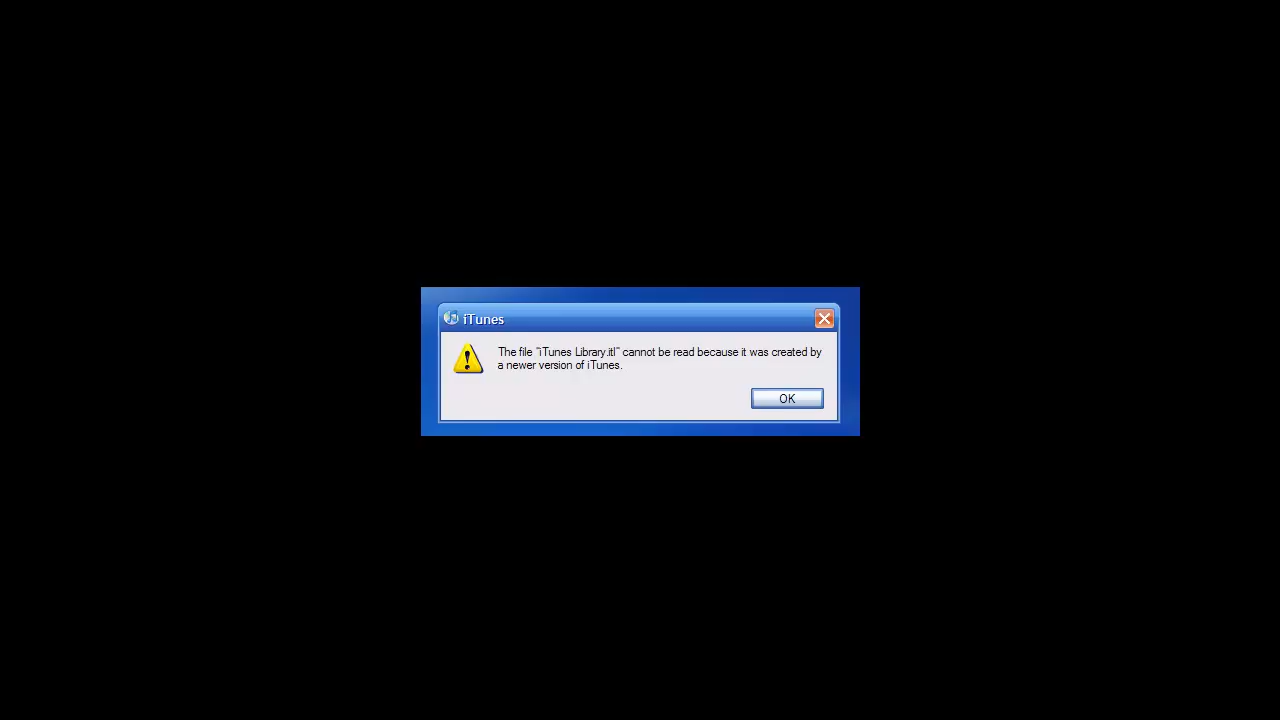 iTunes
The file "iTunes Library.itl" cannot be read because it was created by
a newer version of iTunes.
OK